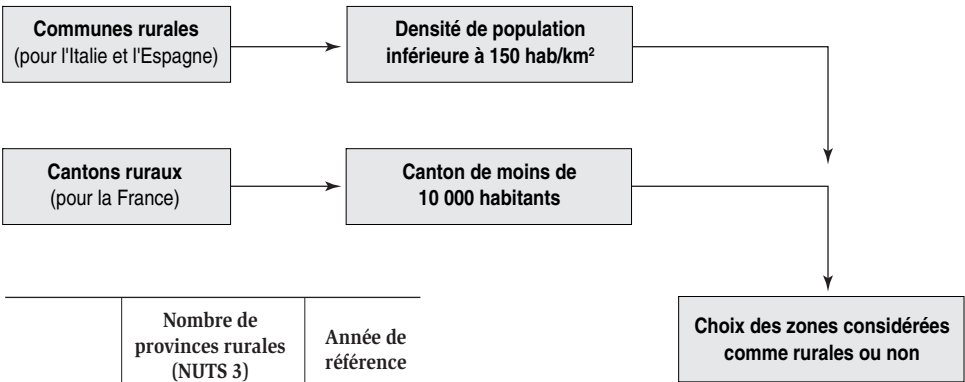 Communes rurales
(pour l'Italie et l'Espagne)
Densité de population
inférieure à 150 hab/km²
Cantons ruraux
(pour la France)
Canton de moins de
10 000 habitants
Nombre de
provinces rurales
(NUTS 3)
Année de
référence
Choix des zones considérées
comme rurales ou non